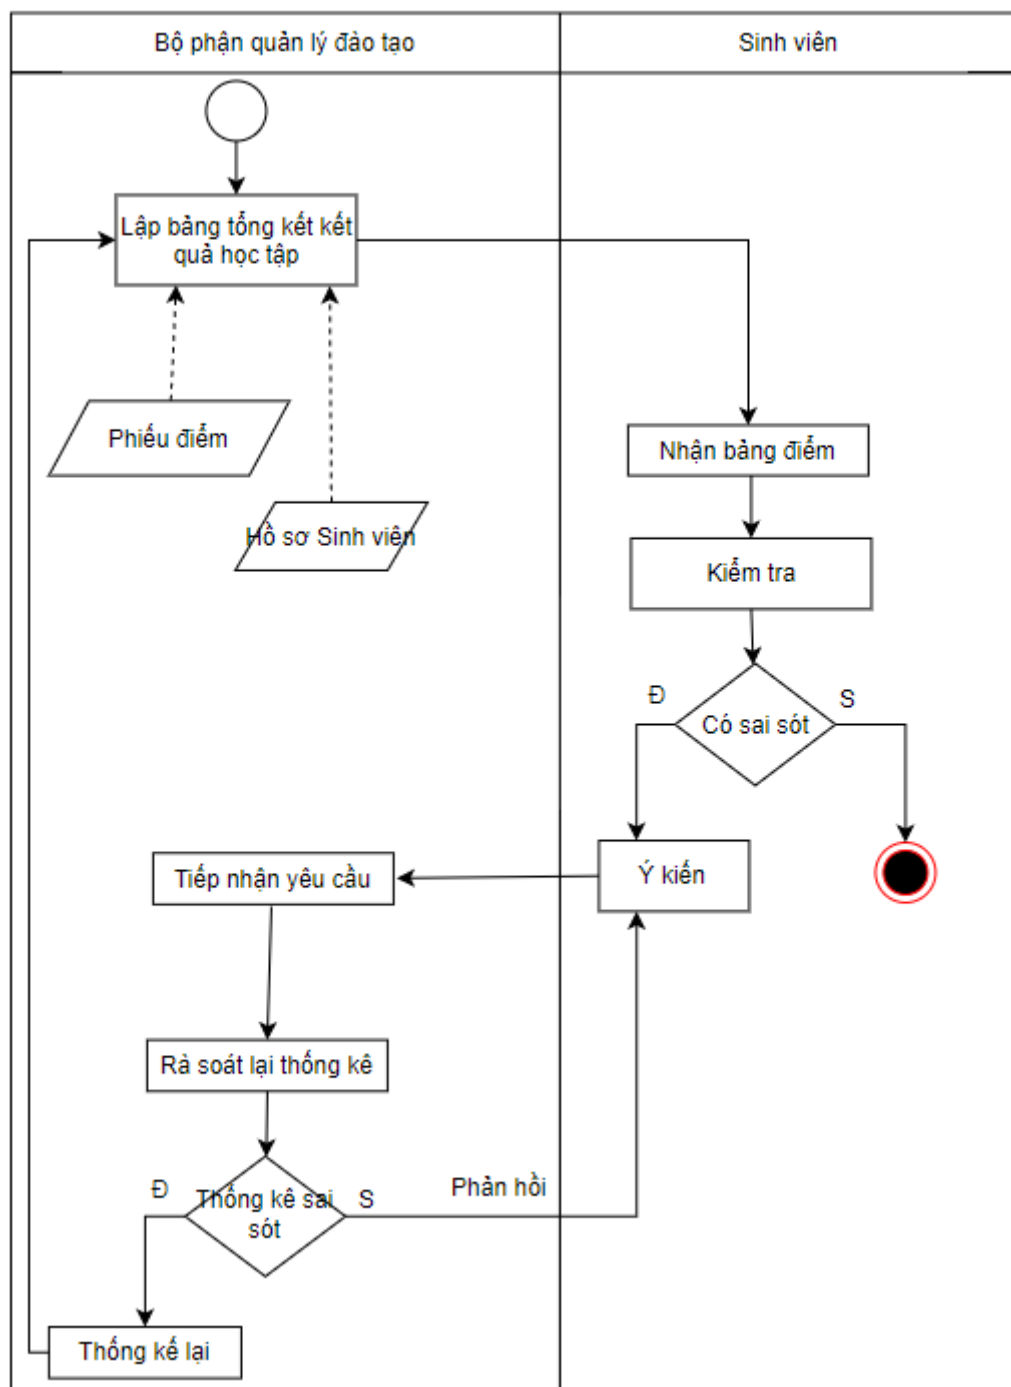 Bộ phận quản lý đào tạo
Sinh viên
Lập bảng tổng kết kết
quả học tập
Phiếu điểm
Hồ sơ Sinh viên
Nhận bảng điểm
Kiểm tra
Đ
S
Có sai sót
Ý kiến
Tiếp nhận yêu cầu
Rà soát lại thống kê
Đ
Thống kê sai
sót
S
Phản hồi
Thống kế lại